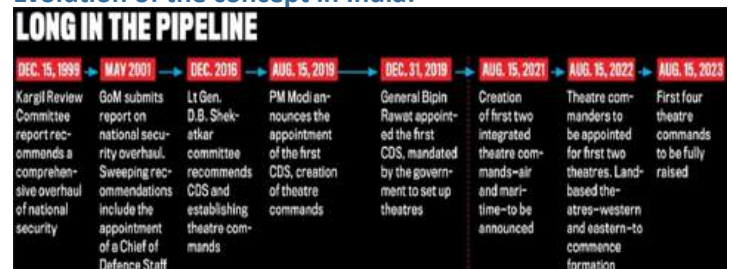 Evolution of the concept in India:
LONG IN THE PIPELINE
DEC. 15, 1999
Kargil Review
Committee
report rec-
ommends a
comprehen-
sive overhaul
of national
security
MAY 2001
GoM submits
report on
national secu-
rity overhaul.
Sweeping rec-
ommendations
include the
appointment
of a Chief of
Defence Staff
DEC. 2016
Lt Gen.
D.B. Shek-
atkar
committee
recommends
CDS and
establishing
theatre com-
mands
AUG. 15, 2019
PM Modi an-
nounces the
appointment
of the first
CDS, creation
of theatre
commands
DEC. 31, 2019
General Bipin
Rawat appoint-
ed the first
CDS, mandated
by the govern-
ment to set up
theatres
AUG. 15, 2021
Creation
of first two
integrated
theatre com-
mands–air
and mari-
time–to be
announced
AUG. 15, 2022
Theatre com-
manders to
be appointed
for first two
theatres. Land-
based the-
atres–western
and eastern–to
commence
formation
AUG. 15, 2023
First four
theatre
commands
to be fully
raised